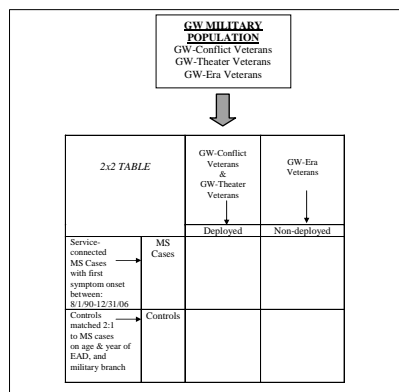 GW MILITARY
POPULATION
GW-Conflict Veterans
GW-Theater Veterans
GW-Era Veterans
2x2 TABLE
GW-Conflict
Veterans
&
GW-Theater
Veterans
GW-Era
Veterans
Deployed
Non-deployed
Service-
connected
MS Cases
with first
symptom onset
between:
8/1/90-12/31/06
MS
Cases
Controls
matched 2:1
to MS cases
on age & year of
EAD, and
military branch
Controls